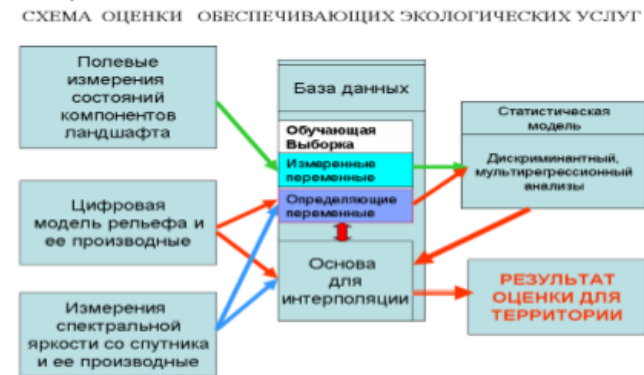 СХЕМА ОЦЕНКИ ОБЕСПЕЧИВАЮЩИХ ЭКОЛОГИЧЕСКИХ УСЛУГ
Полевые
измерения
состояний
компонентов
ландшафта
Цифровая
модель рельефа и
ее производные
Измерения
спектральной
яркости со спутника
и ее производные
База данных
Обучающая
Выборка
Измеренные
переменные
Определяющие
переменные
Основа
для
интерполяции
Статистическая
модель
Дискриминантный,
мультирегрессионный
анализы
РЕЗУЛЬТАТ
ОЦЕНКИ ДЛЯ
ТЕРРИТОРИИ